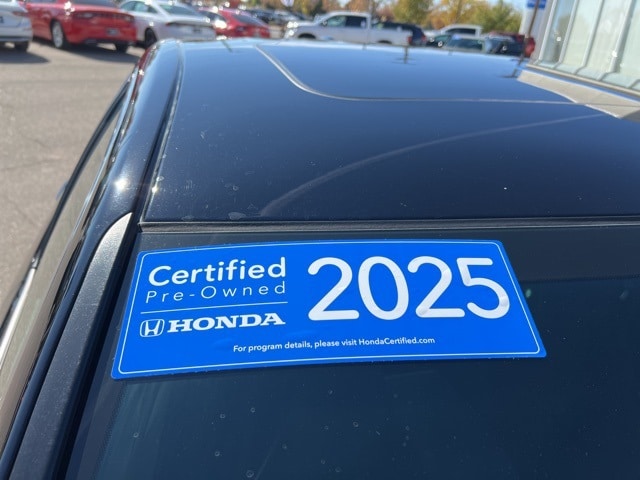 Certified
Pre-Owned
HONDA
2025
For program details, please visit HondaCertified.com